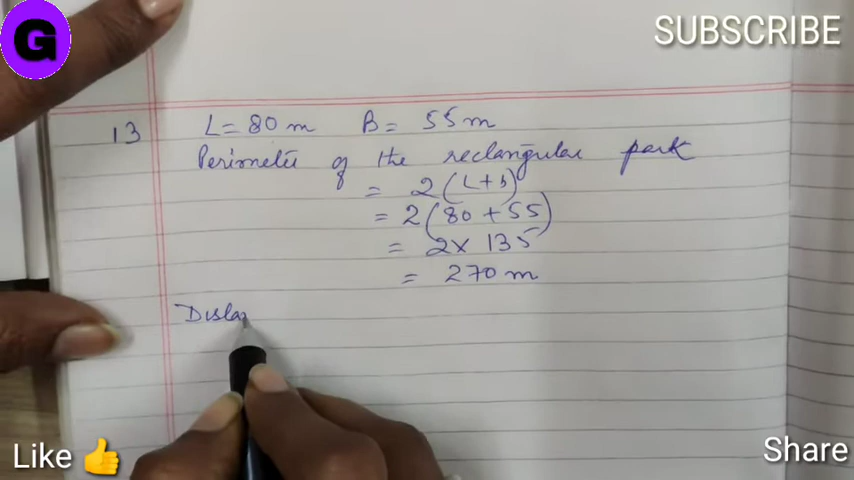 G
SUBSCRIBE
13 L = 80 m B = 55 m
Perimeter of the rectangular park
= 2 (L + b)
= 2 (80 + 55)
= 2 x 135
= 270 m
Dista
Like 👍
Share